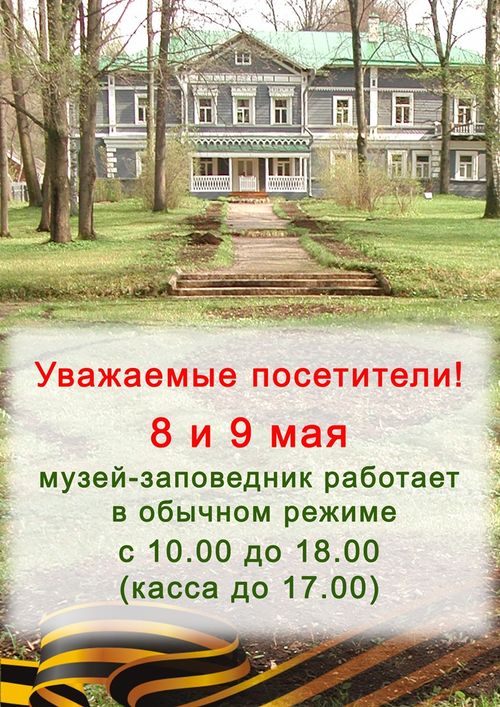 Уважаемые посетители!
8 и 9 мая
музей-заповедник работает
в обычном режиме
с 10.00 до 18.00
(касса до 17.00)